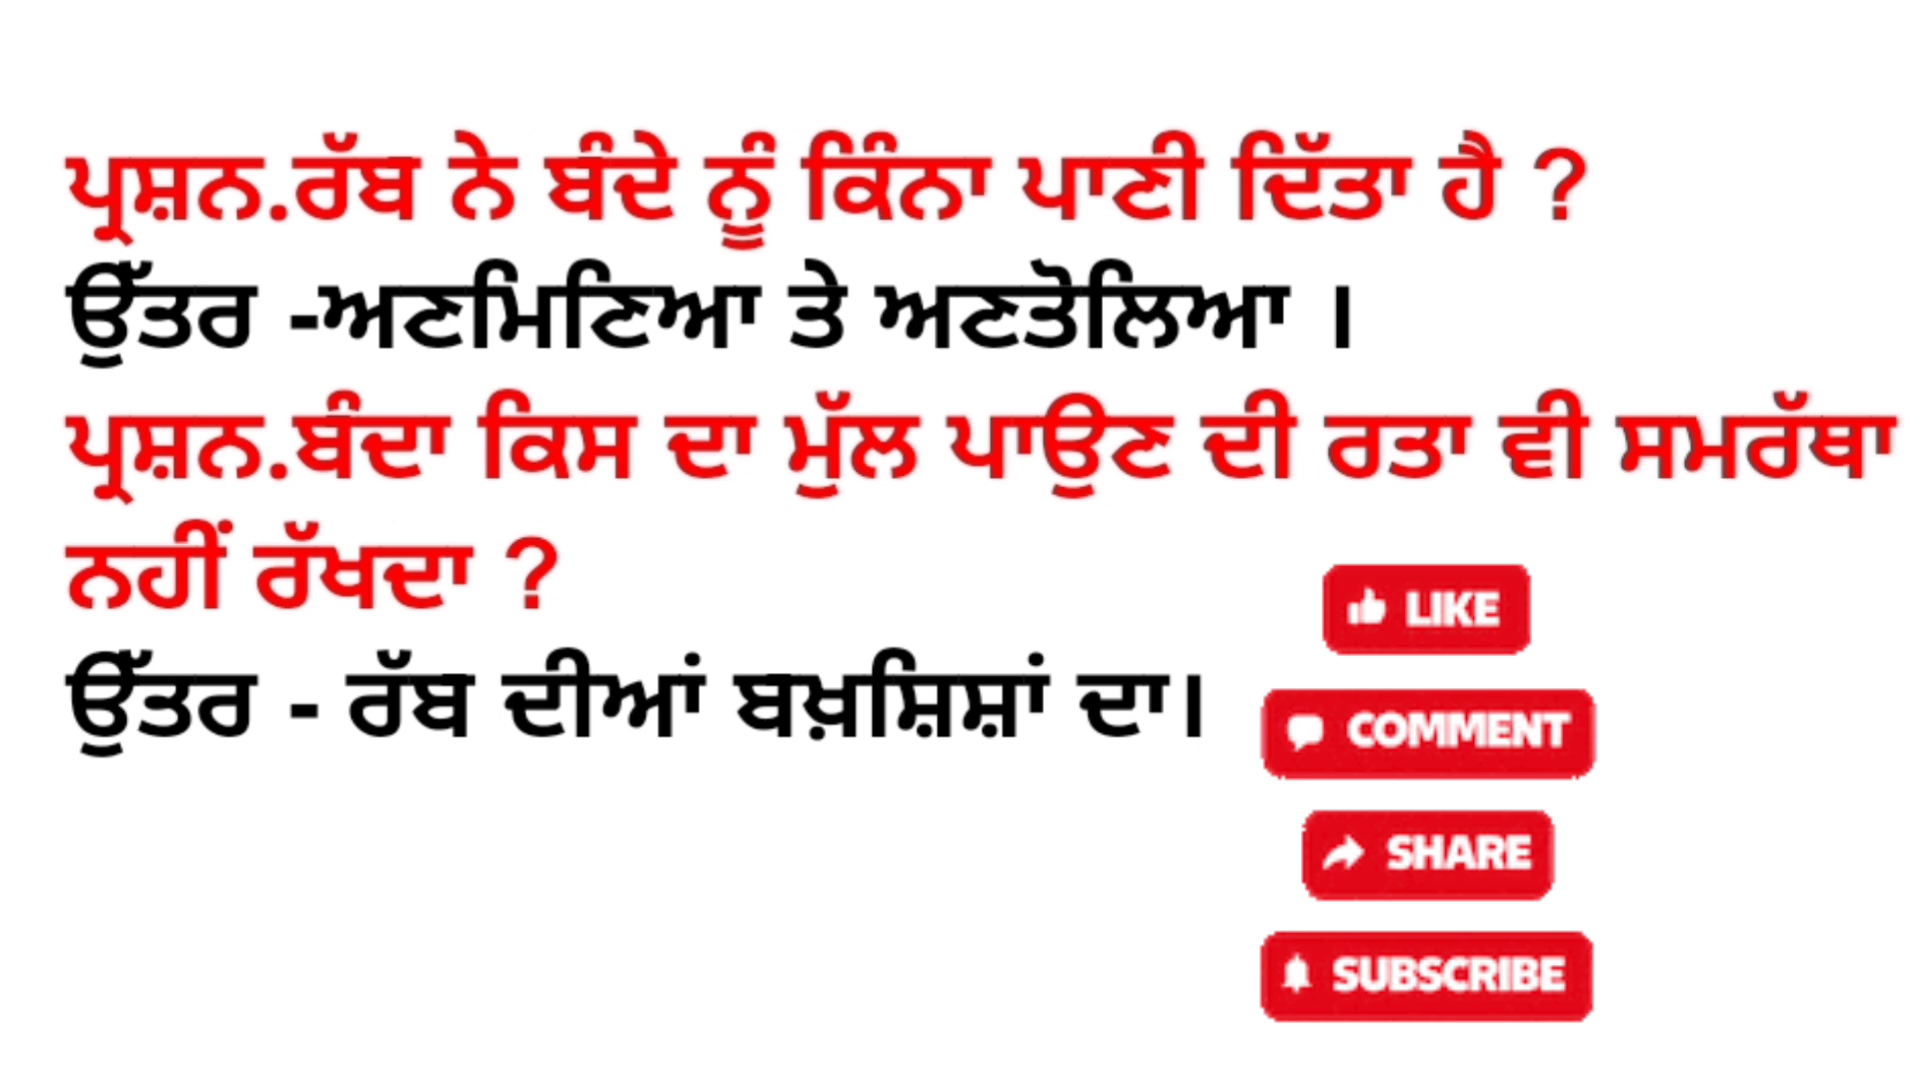 ਪ੍ਰਸ਼ਨ.ਰੱਬ ਨੇ ਬੰਦੇ ਨੂੰ ਕਿੰਨਾ ਪਾਣੀ ਦਿੱਤਾ ਹੈ ?
ਉੱਤਰ -ਅਣਮਿਣਿਆ ਤੇ ਅਣਤੋਲਿਆ ।
ਪ੍ਰਸ਼ਨ.ਬੰਦਾ ਕਿਸ ਦਾ ਮੁੱਲ ਪਾਉਣ ਦੀ ਰਤਾ ਵੀ ਸਮਰੱਥਾ
ਨਹੀਂ ਰੱਖਦਾ ?
ਉੱਤਰ - ਰੱਬ ਦੀਆਂ ਬਖ਼ਸ਼ਿਸ਼ਾਂ ਦਾ।
LIKE
COMMENT
SHARE
SUBSCRIBE